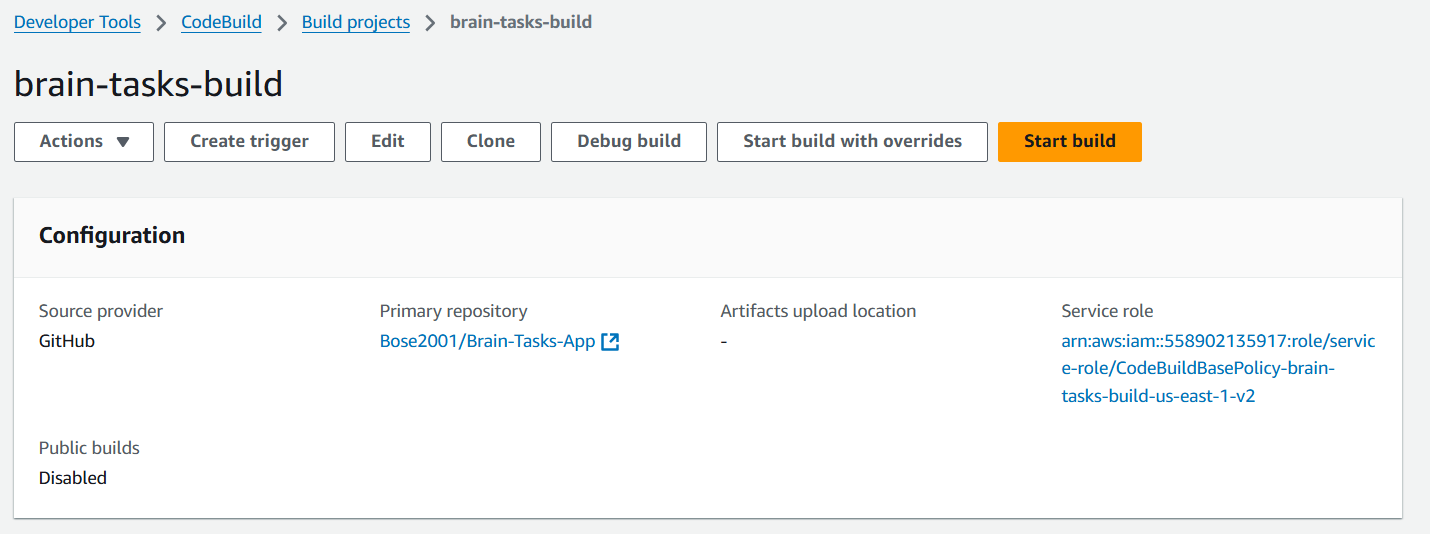 Developer Tools > CodeBuild > Build projects > brain-tasks-build
brain-tasks-build
Actions ▼ Create trigger Edit Clone Debug build Start build with overrides Start build
Configuration
Source provider Primary repository Artifacts upload location Service role
GitHub Bose2001/Brain-Tasks-App - arn:aws:iam::558902135917:role/servic
e-role/CodeBuildBasePolicy-brain-
tasks-build-us-east-1-v2
Public builds
Disabled